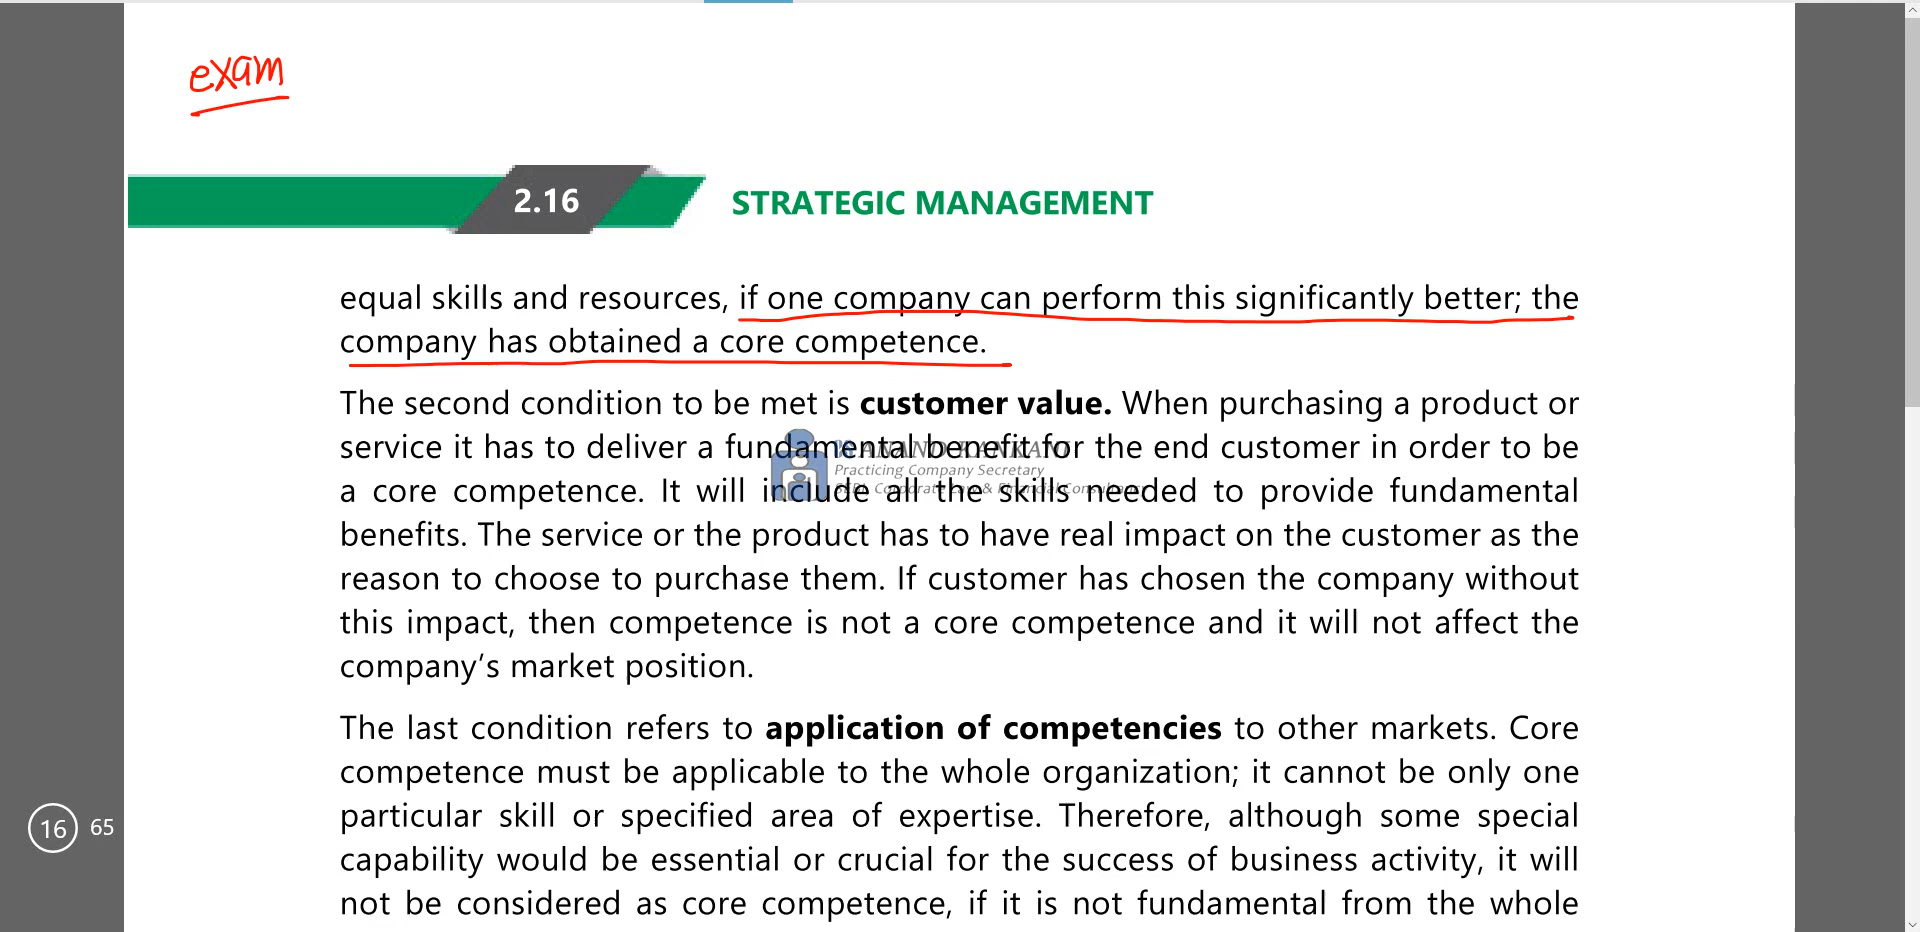 exam
2.16 STRATEGIC MANAGEMENT
equal skills and resources, if one company can perform this significantly better; the
company has obtained a core competence.
The second condition to be met is customer value. When purchasing a product or
service it has to deliver a fundamental benefit for the end customer in order to be
ANAND KANKANI
Practicing Company Secretary
a core competence. It will include all the skills needed to provide fundamental
benefits. The service or the product has to have real impact on the customer as the
reason to choose to purchase them. If customer has chosen the company without
this impact, then competence is not a core competence and it will not affect the
company’s market position.
The last condition refers to application of competencies to other markets. Core
competence must be applicable to the whole organization; it cannot be only one
particular skill or specified area of expertise. Therefore, although some special
16 65
capability would be essential or crucial for the success of business activity, it will
not be considered as core competence, if it is not fundamental from the whole